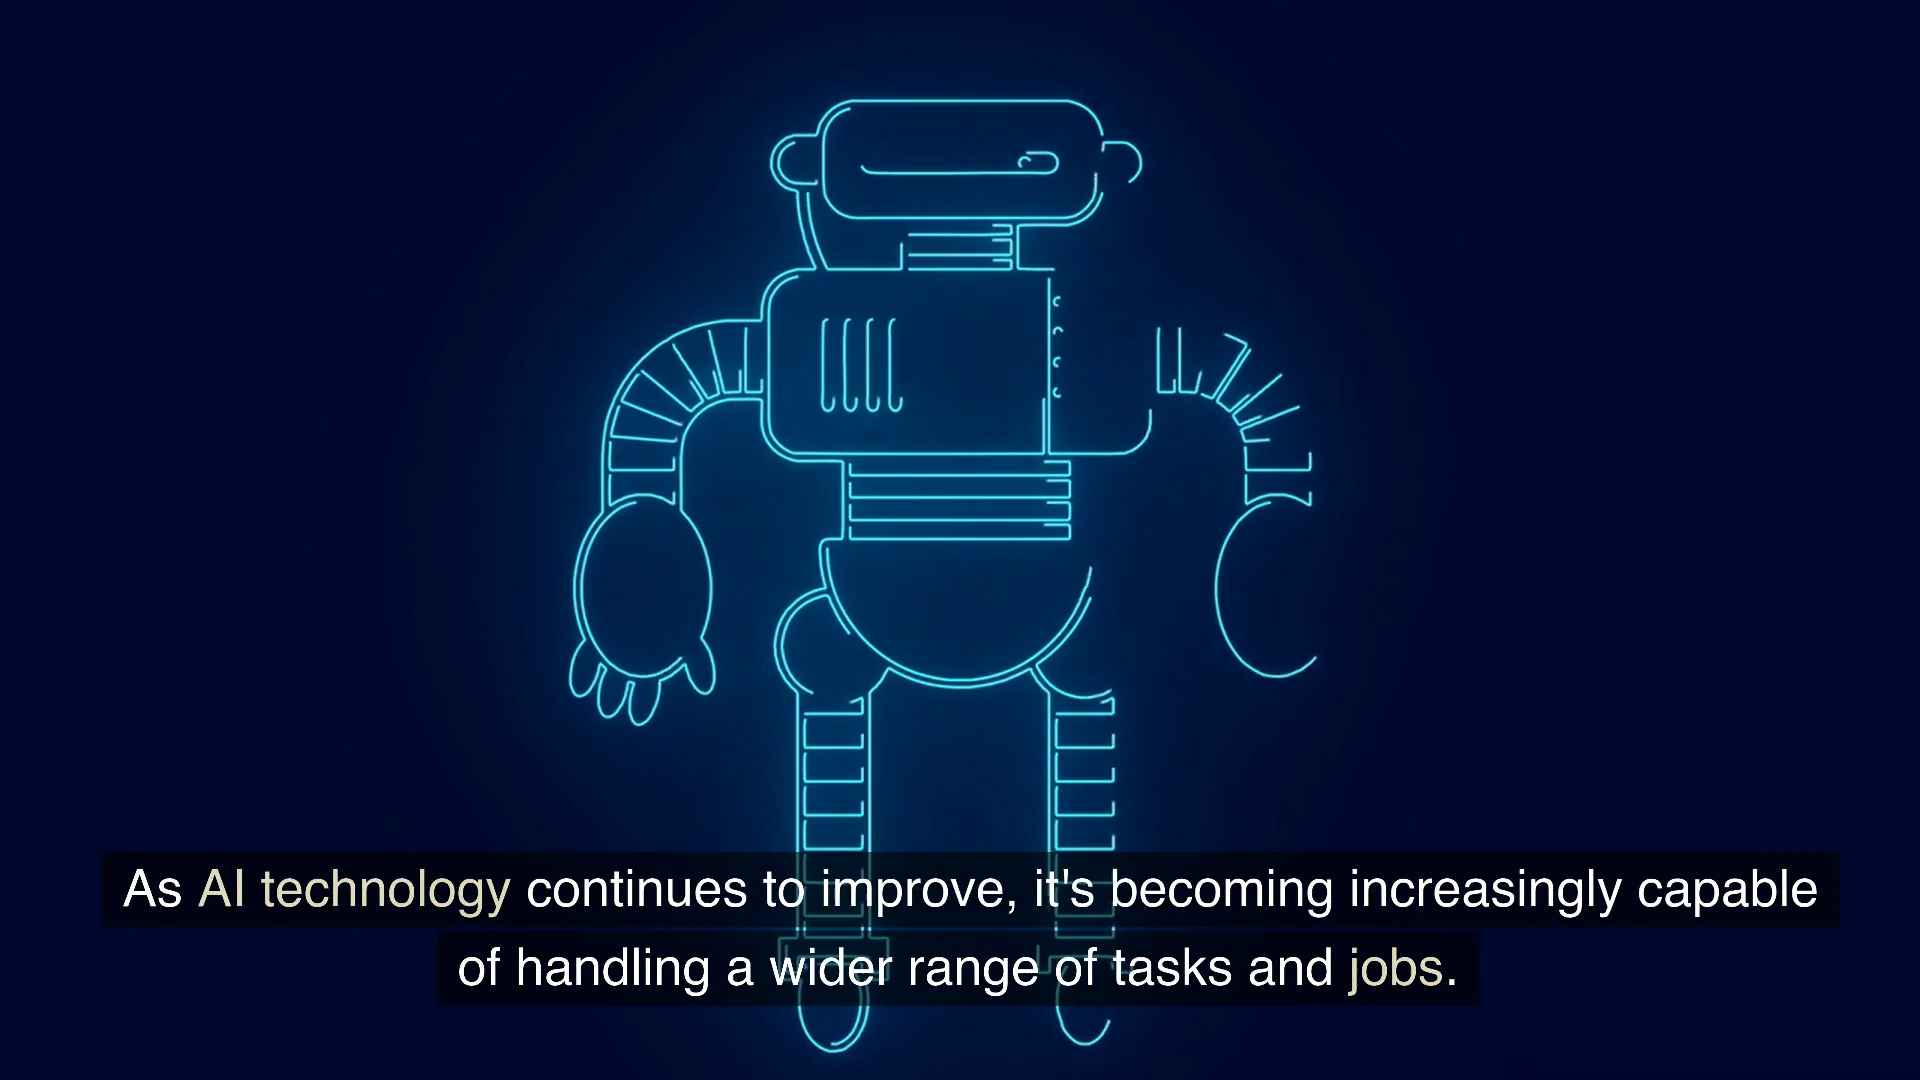 As AI technology continues to improve, it's becoming increasingly capable
of handling a wider range of tasks and jobs.